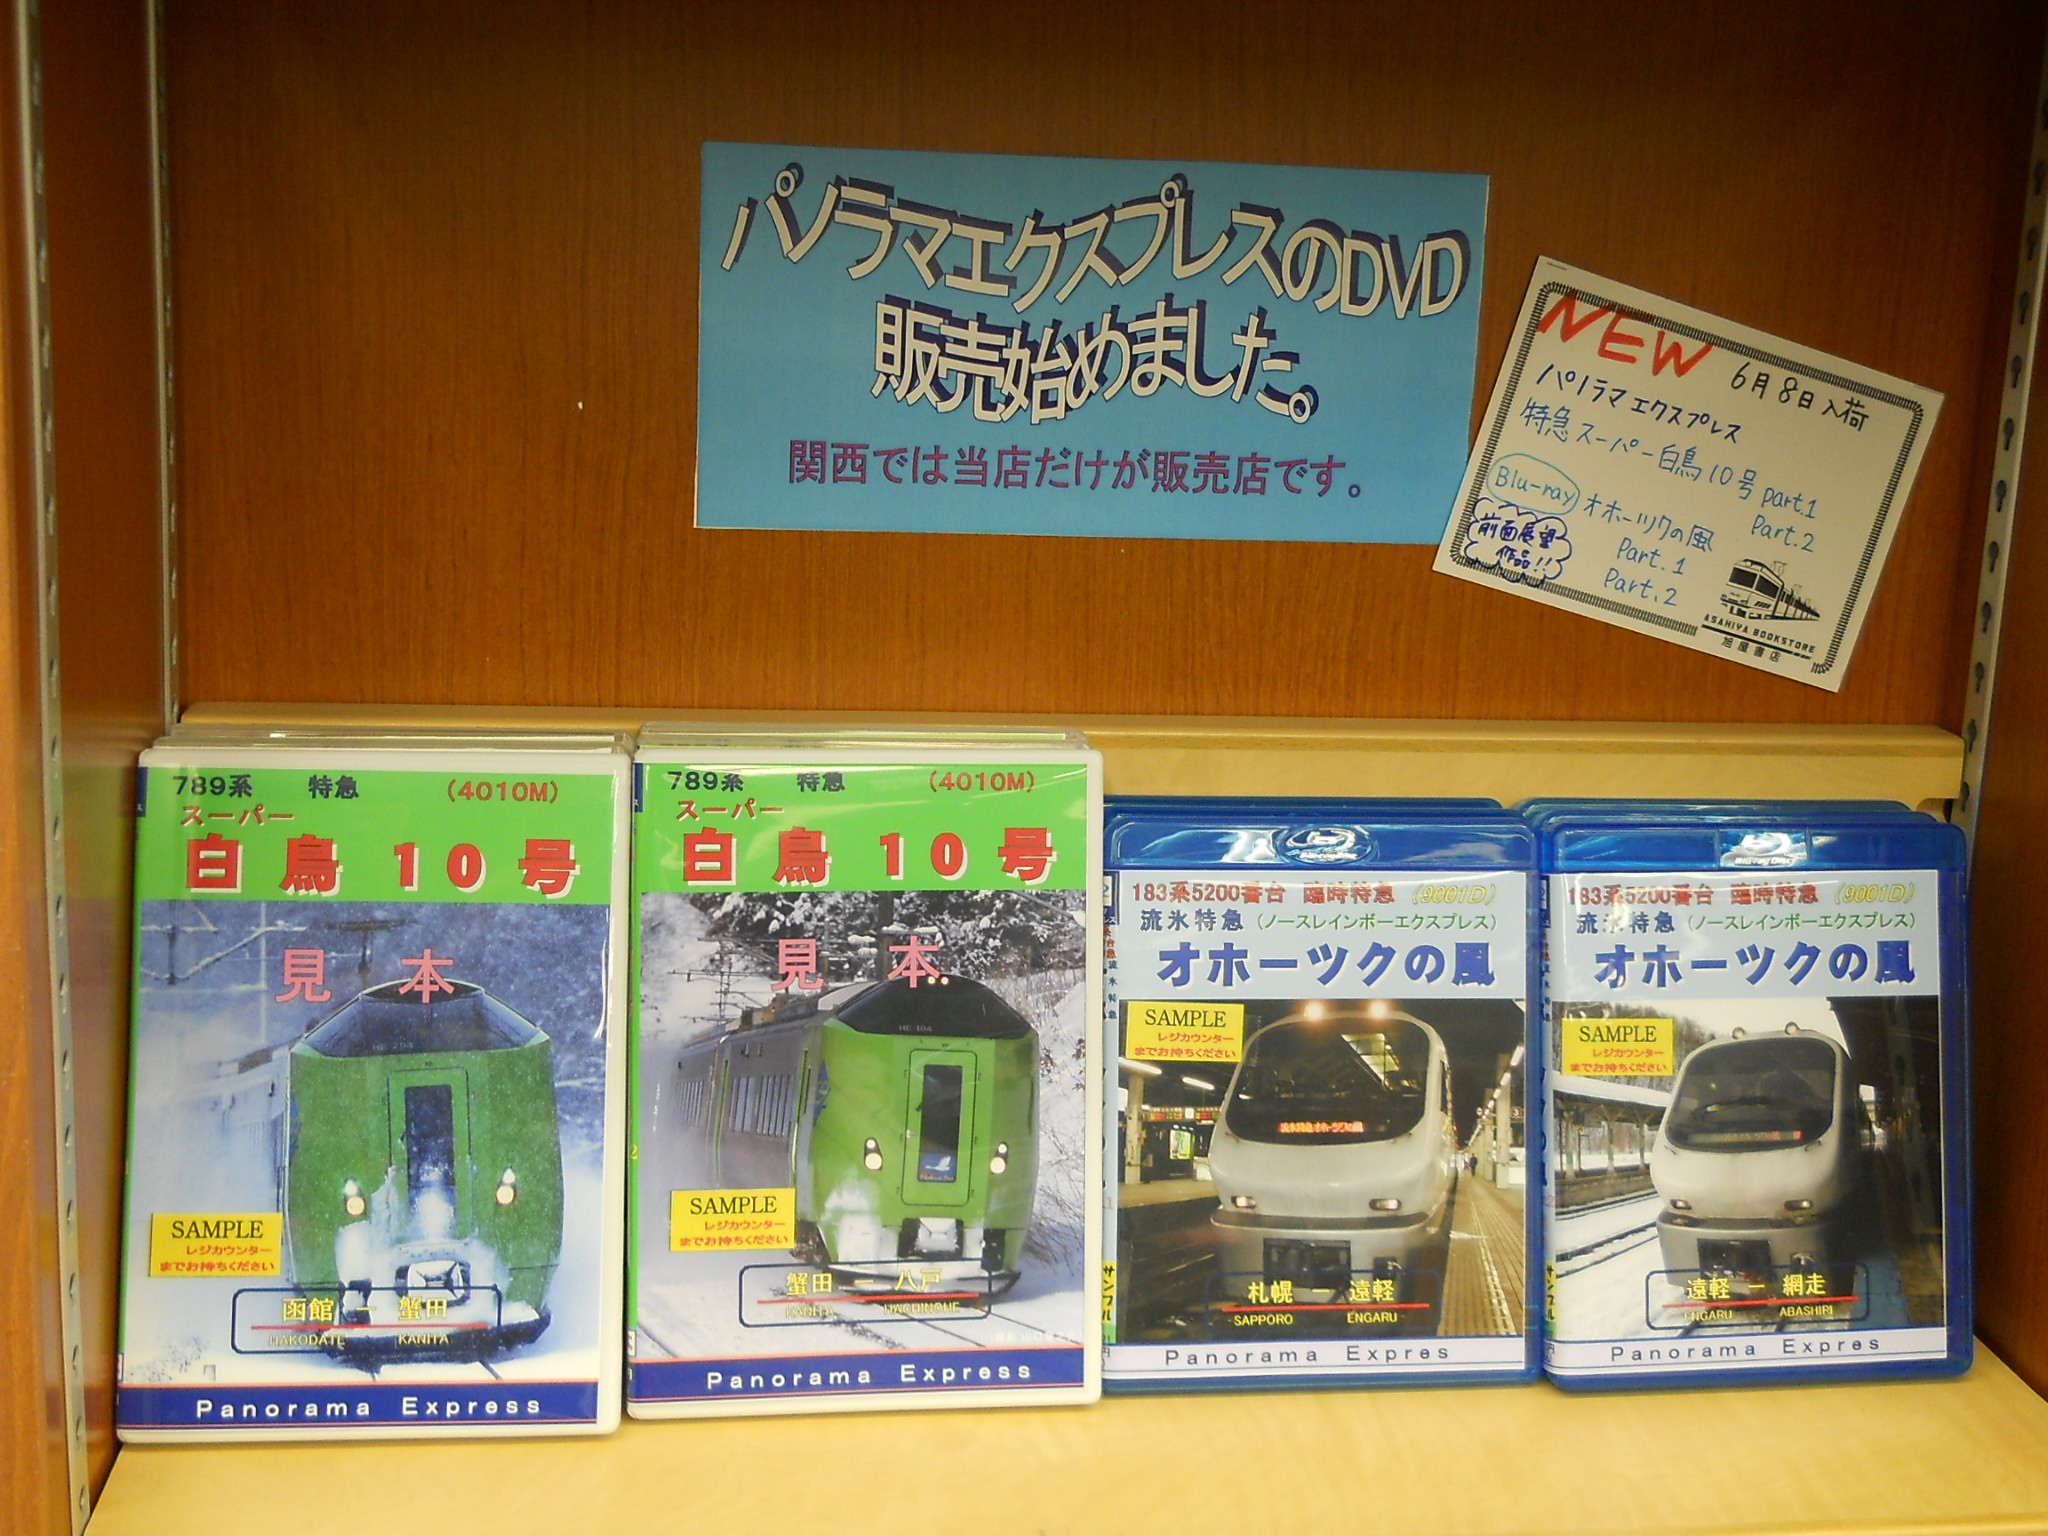 パノラマエクスプレスのDVD
販売始めました。
関西では当店だけが販売店です。
NEW 6月8日入荷
パノラマエクスプレス
特急スーパー白鳥10号 part.1
Part.2
Blu-ray オホーツクの風
Part.1
Part.2
前面展望
作品!!
ASAHIYA BOOKSTORE
旭屋書店
789系 特急 (4010M)
スーパー
白鳥10号
見本
SAMPLE
レジカウンター
までお持ちください
函館 ー 蟹田
HAKODATE KANITA
Panorama Express
789系 特急 (4010M)
スーパー
白鳥10号
見本
HE-104
SAMPLE
レジカウンター
までお持ちください
蟹田 ー 八戸
KANITA HACHINOHE
Panorama Express
Blu-ray Disc
183系5200番台 臨時特急 (9001D)
流氷特急 (ノースレインボーエクスプレス)
オホーツクの風
SAMPLE
レジカウンター
までお持ちください
札幌 ー 遠軽
SAPPORO ENGARU
Panorama Expres
サンプル
Blu-ray Disc
183系5200番台 臨時特急 (9001D)
流氷特急 (ノースレインボーエクスプレス)
オホーツクの風
SAMPLE
レジカウンター
までお持ちください
遠軽 ー 網走
ENGARU ABASHIRI
Panorama Expres